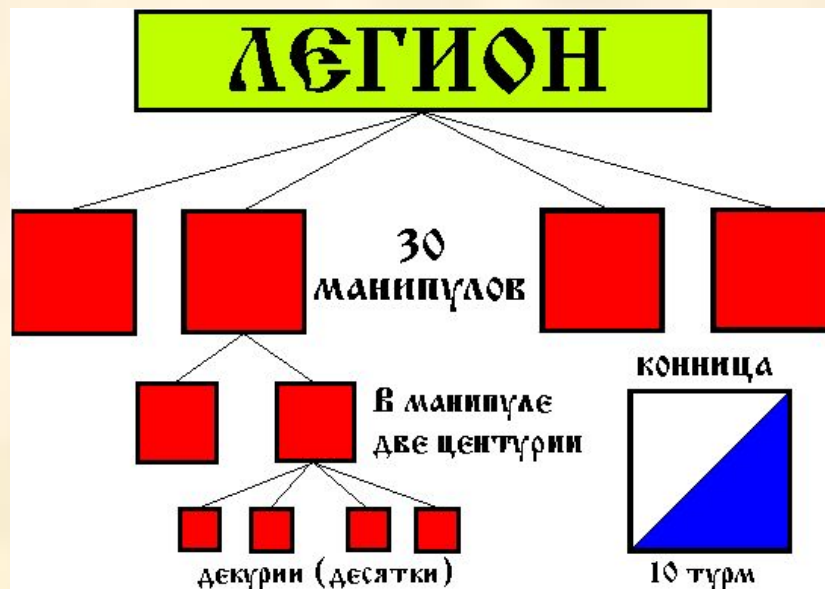 ЛЕГИОН
30
манипулов
В манипуле
две центурии
декурии (десятки)
конница
10 турм